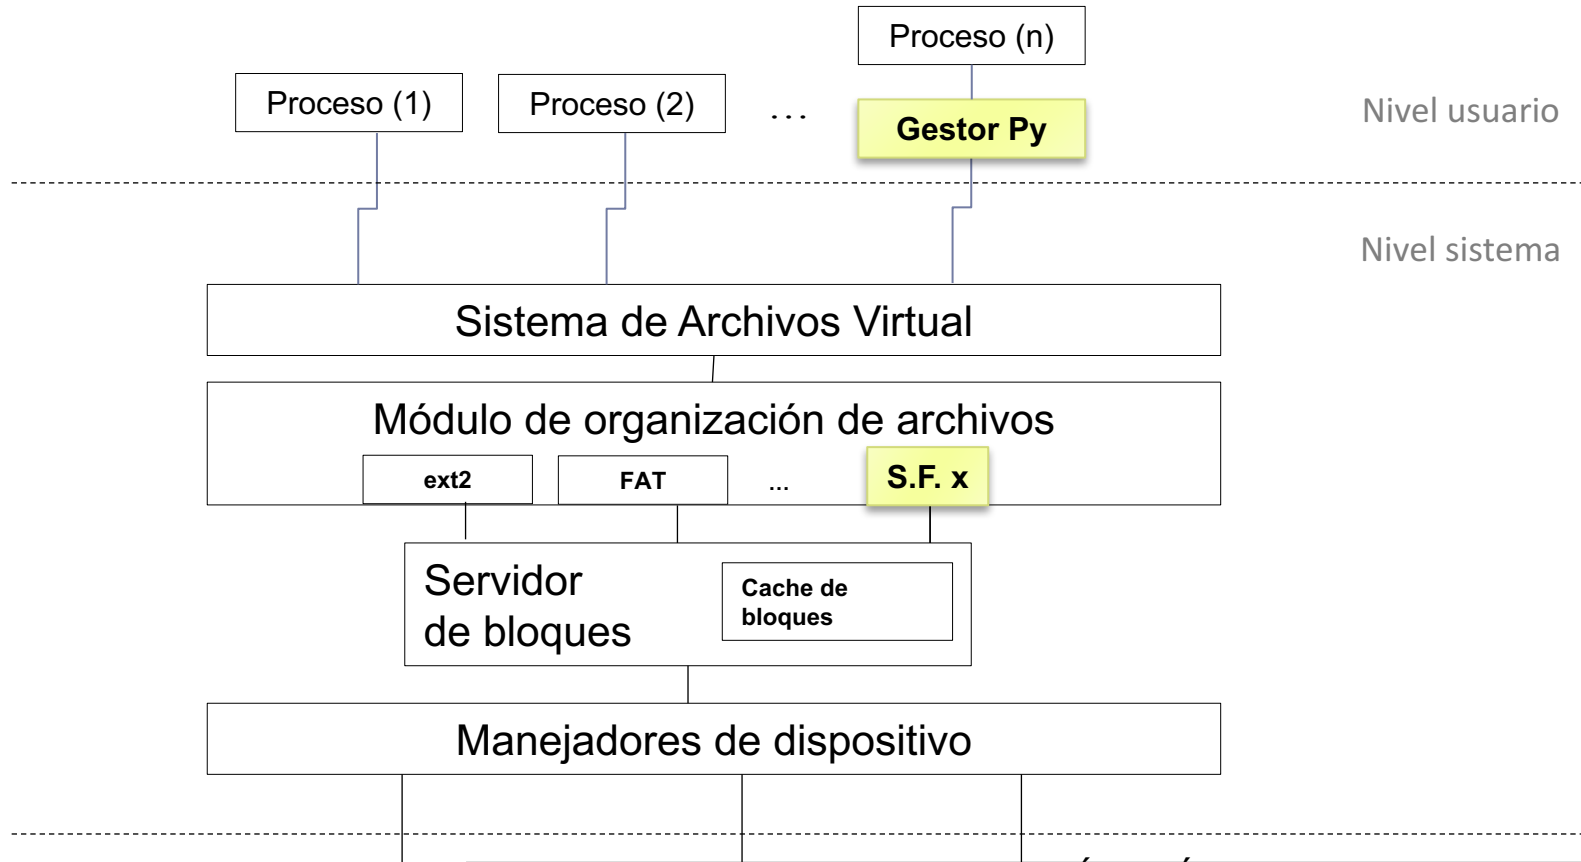 Proceso (n)
Proceso (1)
Proceso (2)
...
Gestor Py
Nivel usuario
Nivel sistema
Sistema de Archivos Virtual
Módulo de organización de archivos
ext2
FAT
...
S.F. x
Servidor
de bloques
Cache de
bloques
Manejadores de dispositivo